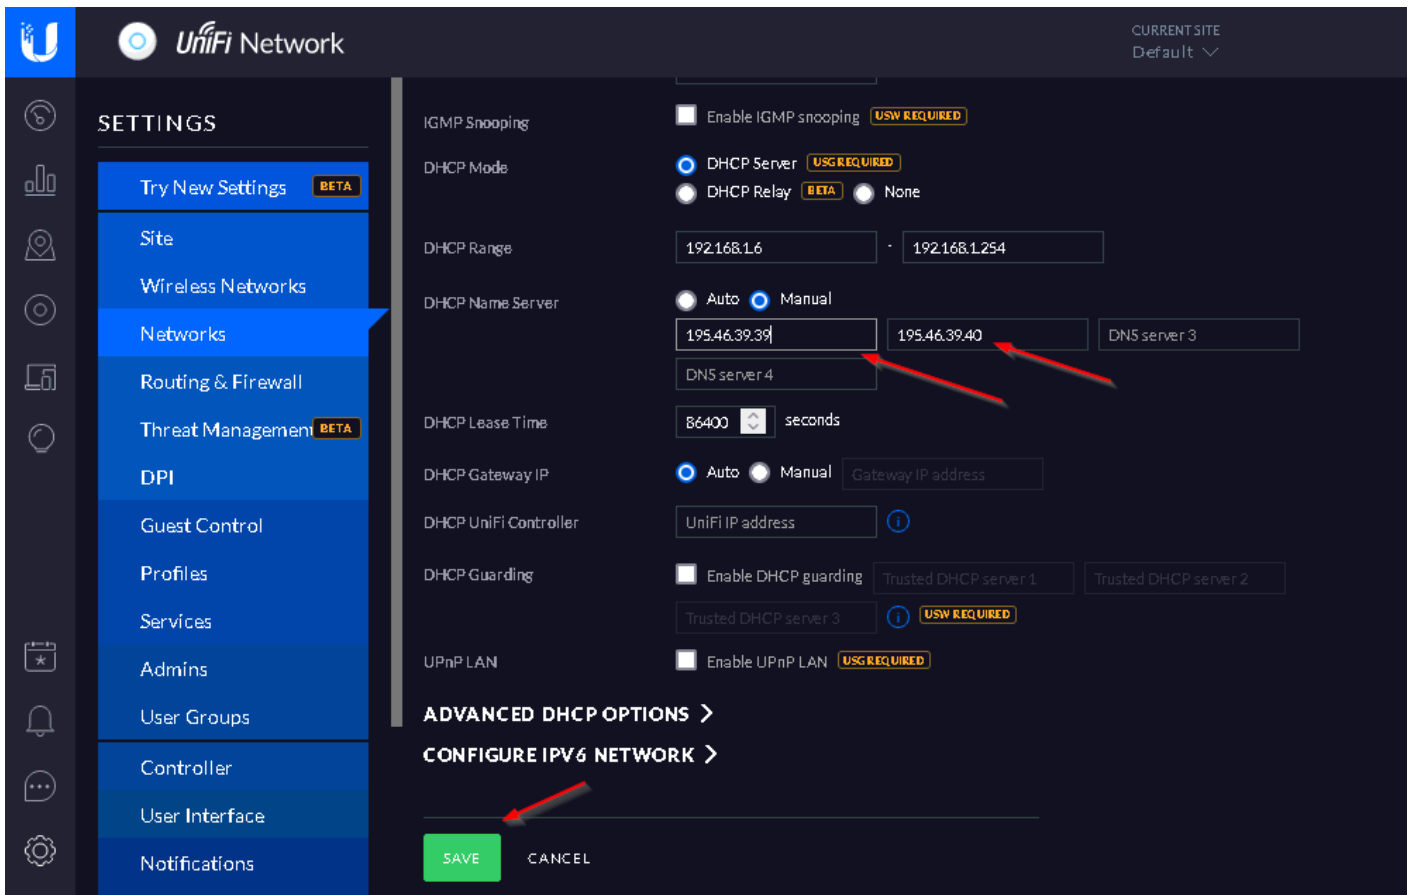 UniFi Network
CURRENT SITE
Default
SETTINGS
Try New Settings BETA
Site
Wireless Networks
Networks
Routing & Firewall
Threat Managemen BETA
DPI
Guest Control
Profiles
Services
Admins
User Groups
Controller
User Interface
Notifications
IGMP Snooping Enable IGMP snooping USW REQUIRED
DHCP Mode DHCP Server USG REQUIRED
DHCP Relay BETA None
DHCP Range 192.168.1.6 - 192.168.1.254
DHCP Name Server Auto Manual
195.46.39.39 195.46.39.40 DNS server 3
DNS server 4
DHCP Lease Time 86400 seconds
DHCP Gateway IP Auto Manual Gateway IP address
DHCP UniFi Controller UniFi IP address
DHCP Guarding Enable DHCP guarding Trusted DHCP server 1 Trusted DHCP server 2
Trusted DHCP server 3 USW REQUIRED
UPnP LAN Enable UPnP LAN USG REQUIRED
ADVANCED DHCP OPTIONS
CONFIGURE IPV6 NETWORK
SAVE CANCEL